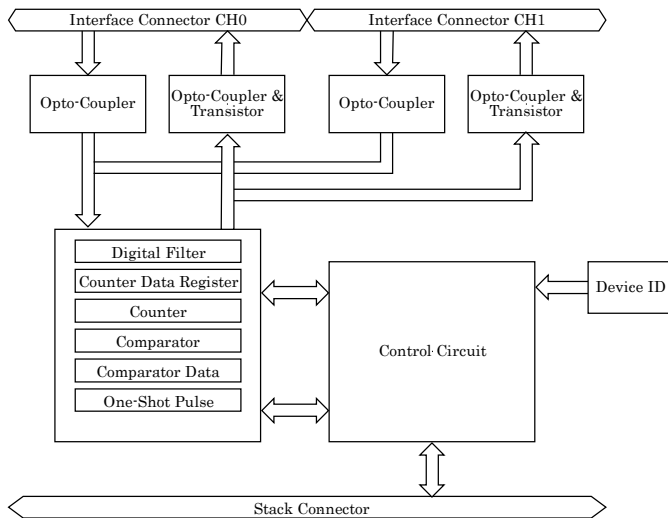 Interface Connector CH0
Interface Connector CH1
Opto-Coupler
Opto-Coupler &
Transistor
Opto-Coupler
Opto-Coupler &
Transistor
Digital Filter
Counter Data Register
Counter
Comparator
Comparator Data
One-Shot Pulse
Control Circuit
Device ID
Stack Connector